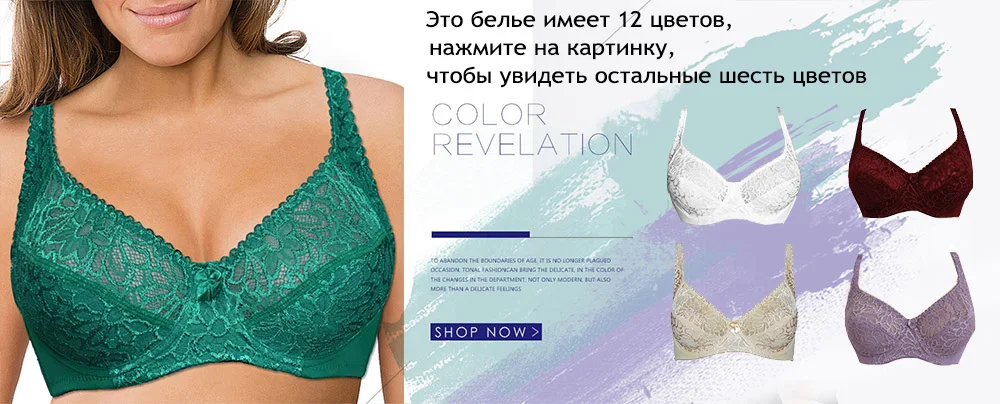 Это белье имеет 12 цветов,
нажмите на картинку,
чтобы увидеть остальные шесть цветов
COLOR
REVELATION
TO ABANDON THE BOUNDARIES OF AGE, IT IS NO LONGER PLAGUED
OCCASION. TONAL FASHIONCAN BRING THE DELICATE, IN THE COLOR OF
THE CHANGES IN THE DEPARTMENT, NOT ONLY MODERN, BUT ALSO
MORE THAN A DELICATE FEELINGS
SHOP NOW >